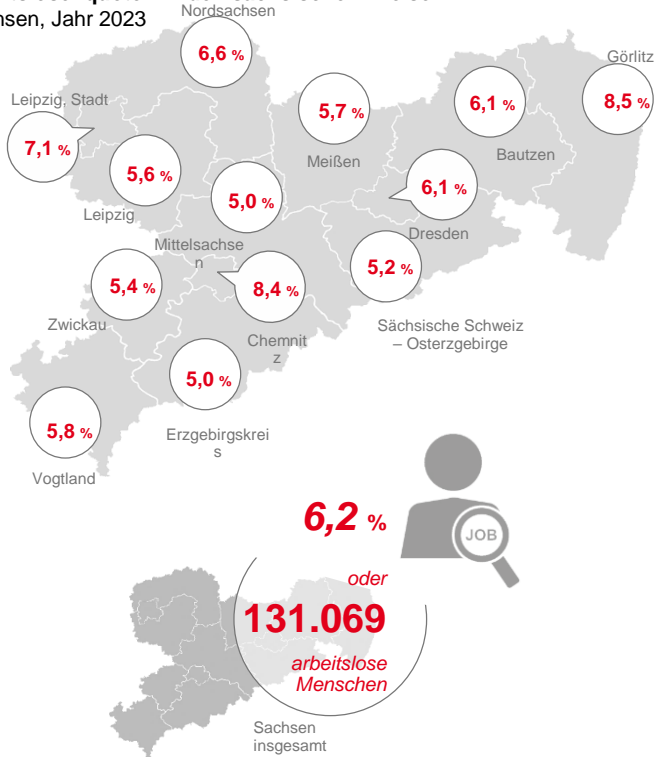 nsen, Jahr 2023
Nordsachsen
6,6 %
Görlitz
8,5 %
Leipzig, Stadt
7,1 %
5,7 %
Meißen
6,1 %
Bautzen
5,6 %
Leipzig
5,0 %
Mittelsachse
n
6,1 %
Dresden
5,2 %
Sächsische Schweiz
– Osterzgebirge
5,4 %
Zwickau
8,4 %
Chemnit
z
5,0 %
Erzgebirgskrei
s
5,8 %
Vogtland
6,2 %
JOB
oder
131.069
arbeitslose
Menschen
Sachsen
insgesamt